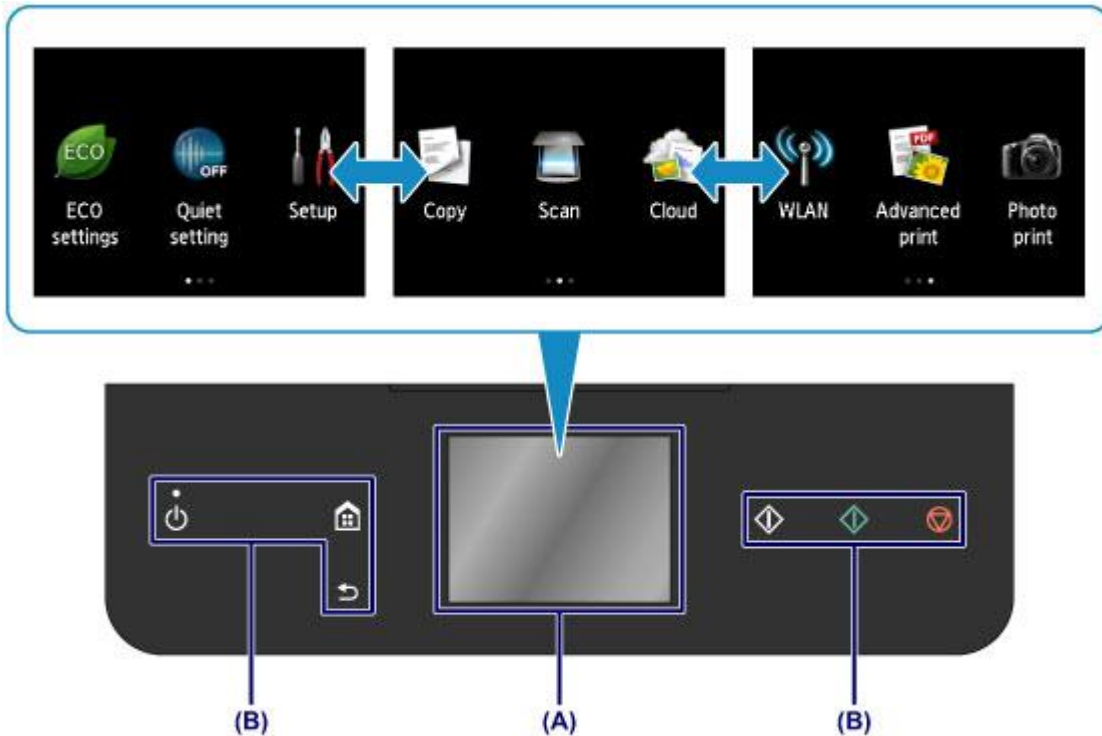 ECO
OFF
ECO
settings
Quiet
setting
Setup
Copy
Scan
Cloud
WLAN
PDF
Advanced
print
Photo
print
(B)
(A)
(B)